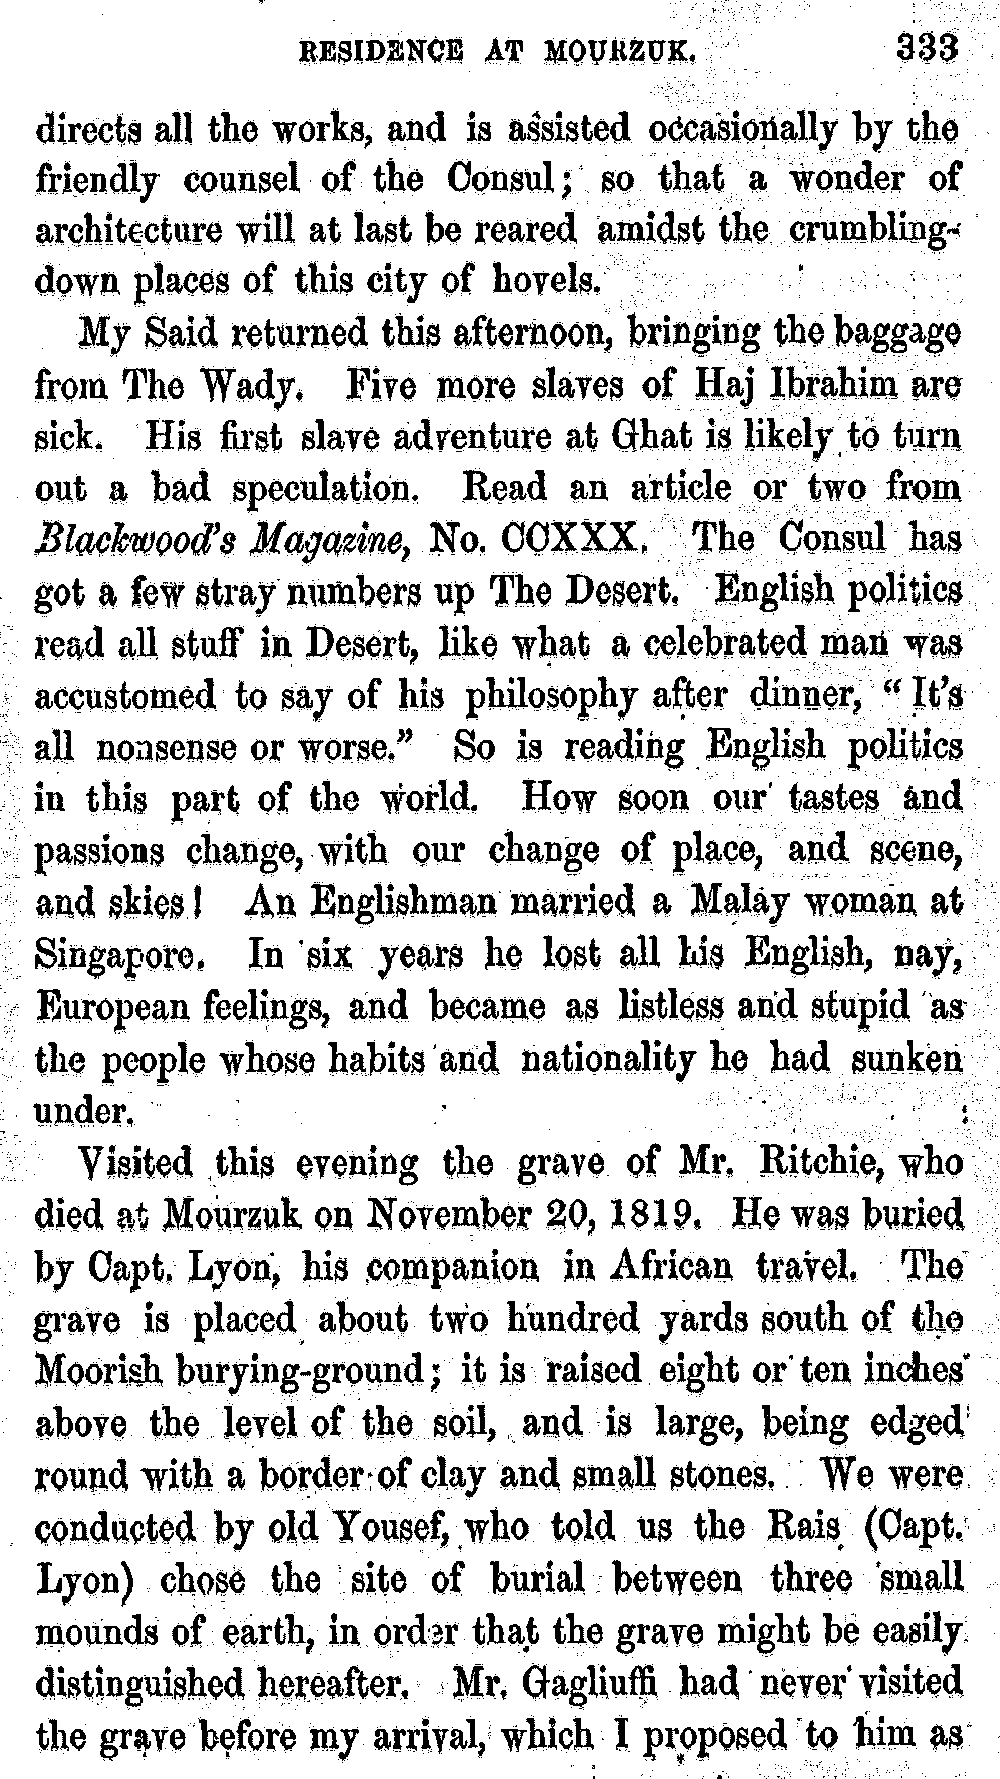 RESIDENCE AT MOURZUK. 333
directs all the works, and is assisted occasionally by the
friendly counsel of the Consul; so that a wonder of
architecture will at last be reared amidst the crumbling-
down places of this city of hovels.
My Said returned this afternoon, bringing the baggage
from The Wady. Five more slaves of Haj Ibrahim are
sick. His first slave adventure at Ghat is likely to turn
out a bad speculation. Read an article or two from
Blackwood's Magazine, No. CCXXX. The Consul has
got a few stray numbers up The Desert. English politics
read all stuff in Desert, like what a celebrated man was
accustomed to say of his philosophy after dinner, "It's
all nonsense or worse." So is reading English politics
in this part of the world. How soon our tastes and
passions change, with our change of place, and scene,
and skies! An Englishman married a Malay woman at
Singapore. In six years he lost all his English, nay,
European feelings, and became as listless and stupid as
the people whose habits and nationality he had sunken
under.
Visited this evening the grave of Mr. Ritchie, who
died at Mourzuk on November 20, 1819. He was buried
by Capt. Lyon, his companion in African travel. The
grave is placed about two hundred yards south of the
Moorish burying-ground; it is raised eight or ten inches
above the level of the soil, and is large, being edged
round with a border of clay and small stones. We were
conducted by old Yousef, who told us the Rais (Capt.
Lyon) chose the site of burial between three small
mounds of earth, in order that the grave might be easily
distinguished hereafter. Mr. Gagliuffi had never visited
the grave before my arrival, which I proposed to him as